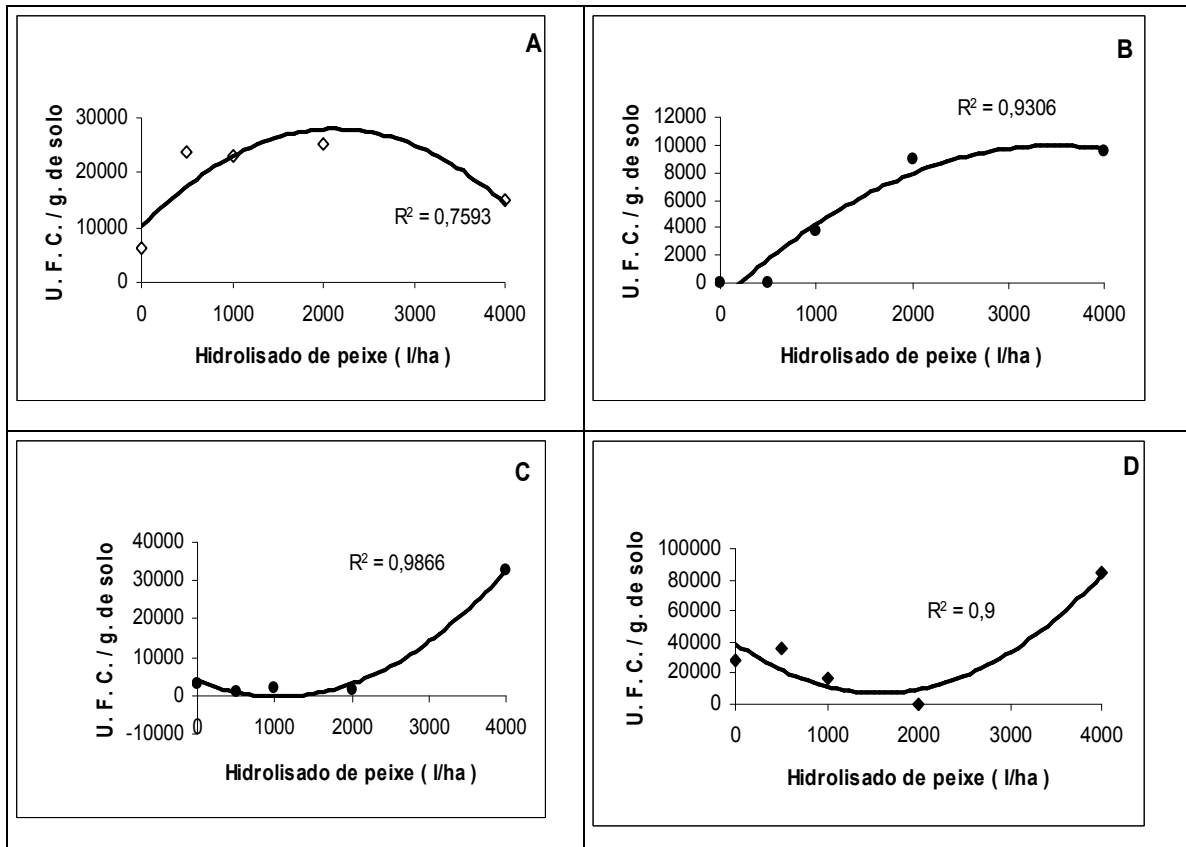 A
U. F. C. / g. de solo
30000
20000
10000
0
R² = 0,7593
0 1000 2000 3000 4000
Hidrolisado de peixe ( l/ha )
B
U. F. C. / g. de solo
12000
10000
8000
6000
4000
2000
0
R² = 0,9306
0 1000 2000 3000 4000
Hidrolisado de peixe ( l/ha )
C
U. F. C. / g. de solo
40000
30000
20000
10000
0
-10000
R² = 0,9866
0 1000 2000 3000 4000
Hidrolisado de peixe ( l/ha )
D
U. F. C. / g. de solo
100000
80000
60000
40000
20000
0
R² = 0,9
0 1000 2000 3000 4000
Hidrolisado de peixe ( l/ha )